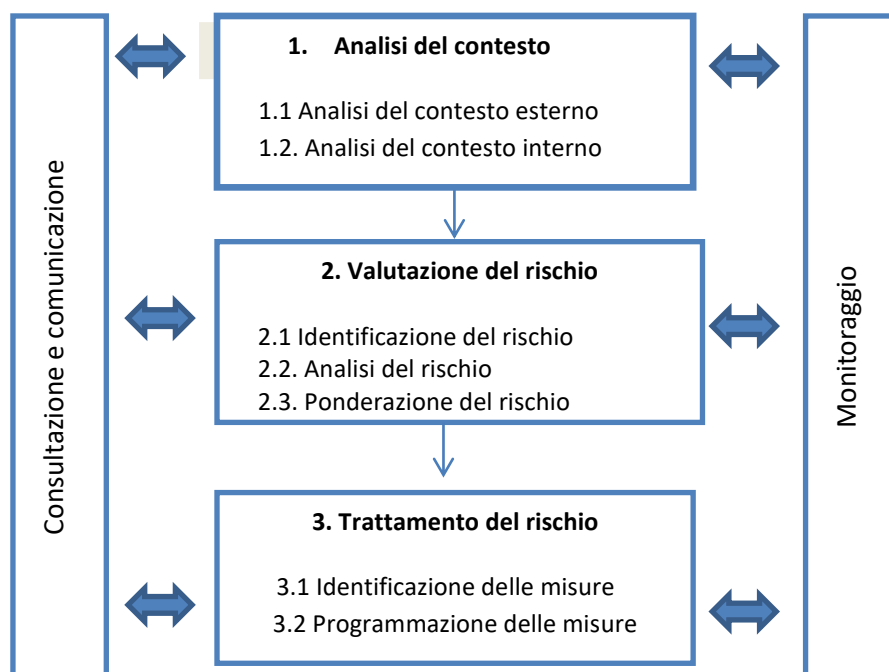 Consultazione e comunicazione
1. Analisi del contesto
1.1 Analisi del contesto esterno
1.2. Analisi del contesto interno
2. Valutazione del rischio
2.1 Identificazione del rischio
2.2. Analisi del rischio
2.3. Ponderazione del rischio
3. Trattamento del rischio
3.1 Identificazione delle misure
3.2 Programmazione delle misure
Monitoraggio